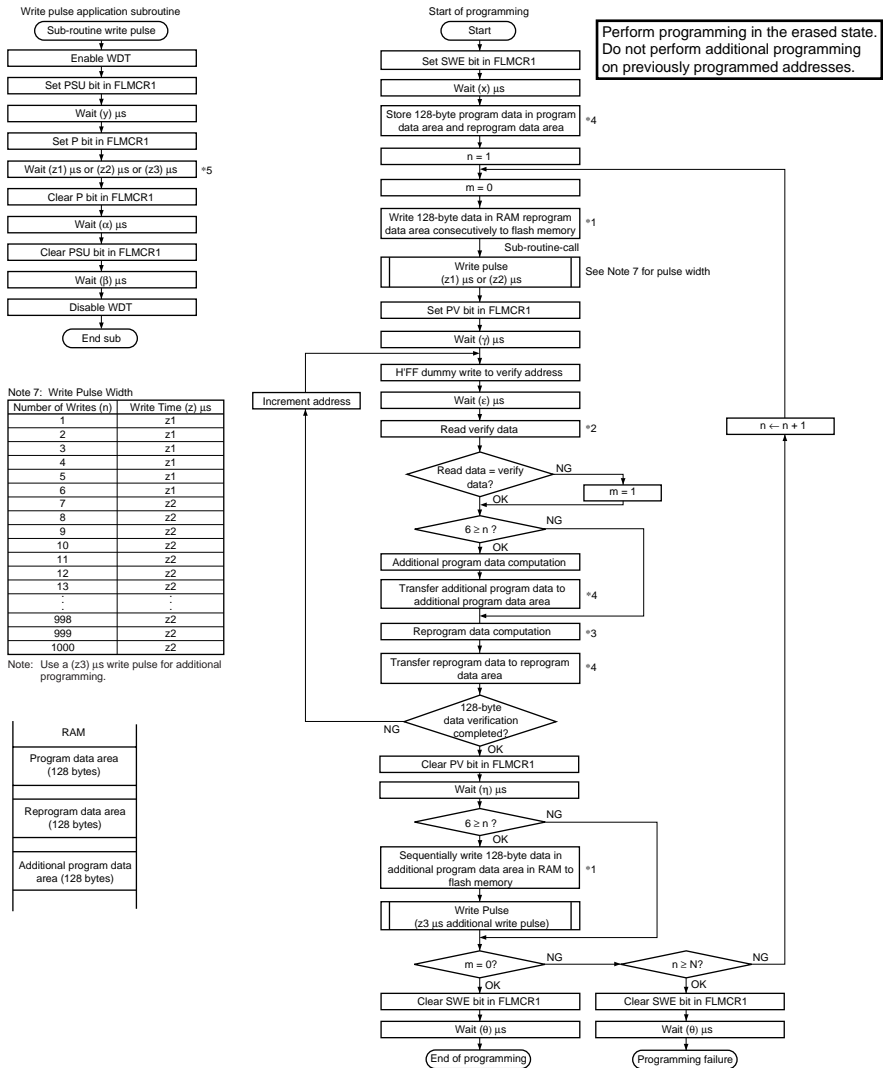 Write pulse application subroutine
Sub-routine write pulse
Enable WDT
Set PSU bit in FLMCR1
Wait (y) μs
Set P bit in FLMCR1
Wait (z1) μs or (z2) μs or (z3) μs
*5
Clear P bit in FLMCR1
Wait (α) μs
Clear PSU bit in FLMCR1
Wait (β) μs
Disable WDT
End sub
Note 7: Write Pulse Width
Number of Writes (n) Write Time (z) μs
1 z1
2 z1
3 z1
4 z1
5 z1
6 z1
7 z2
8 z2
9 z2
10 z2
11 z2
12 z2
13 z2
: :
998 z2
999 z2
1000 z2
Note: Use a (z3) μs write pulse for additional
programming.
RAM
Program data area
(128 bytes)
Reprogram data area
(128 bytes)
Additional program data
area (128 bytes)
Start of programming
Start
Perform programming in the erased state.
Do not perform additional programming
on previously programmed addresses.
Set SWE bit in FLMCR1
Wait (x) μs
Store 128-byte program data in program
data area and reprogram data area
*4
n = 1
m = 0
Write 128-byte data in RAM reprogram
data area consecutively to flash memory
*1
Sub-routine-call
Write pulse
(z1) μs or (z2) μs
See Note 7 for pulse width
Set PV bit in FLMCR1
Wait (γ) μs
H'FF dummy write to verify address
Increment address
Wait (ε) μs
Read verify data
*2
n ← n + 1
Read data = verify
data?
NG
m = 1
OK
6 ≥ n ?
NG
OK
Additional program data computation
Transfer additional program data to
additional program data area
*4
Reprogram data computation
*3
Transfer reprogram data to reprogram
data area
*4
128-byte
data verification
completed?
NG
OK
Clear PV bit in FLMCR1
Wait (η) μs
6 ≥ n ?
NG
OK
Sequentially write 128-byte data in
additional program data area in RAM to
flash memory
*1
Write Pulse
(z3 μs additional write pulse)
m = 0?
NG
n ≥ N?
NG
OK
OK
Clear SWE bit in FLMCR1
Clear SWE bit in FLMCR1
Wait (θ) μs
Wait (θ) μs
End of programming
Programming failure